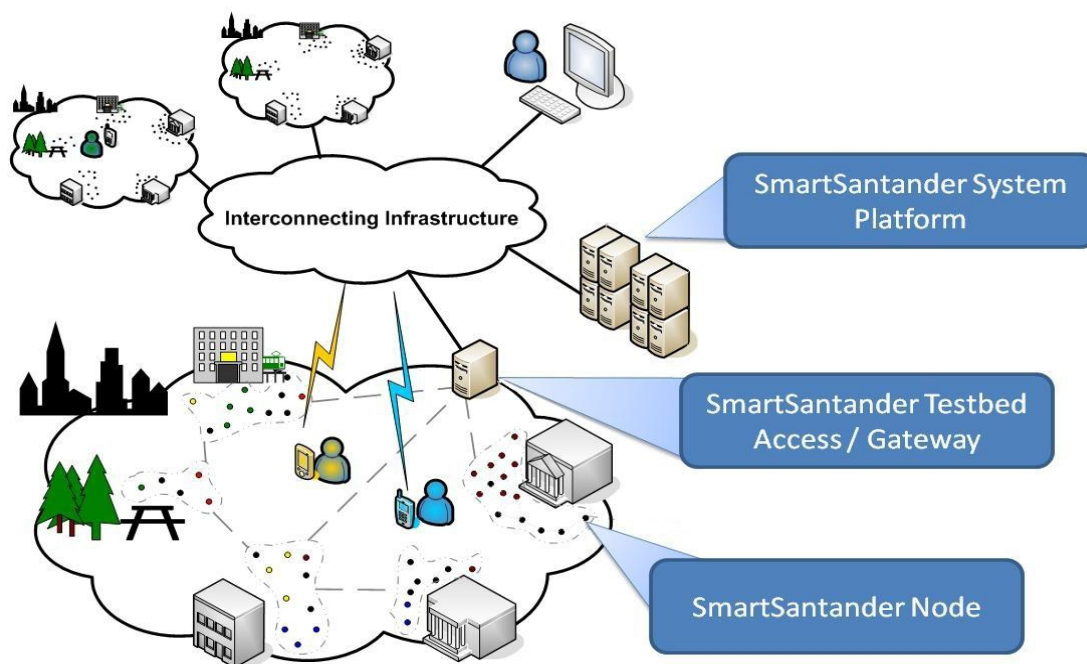 Interconnecting Infrastructure
SmartSantander System
Platform
SmartSantander Testbed
Access / Gateway
SmartSantander Node